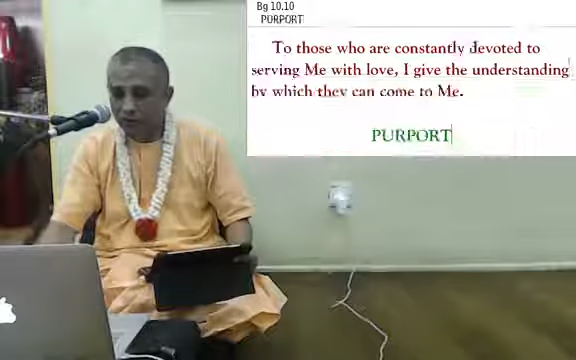 Bg 10.10
PURPORT
To those who are constantly devoted to
serving Me with love, I give the understanding
by which they can come to Me.
PURPORT